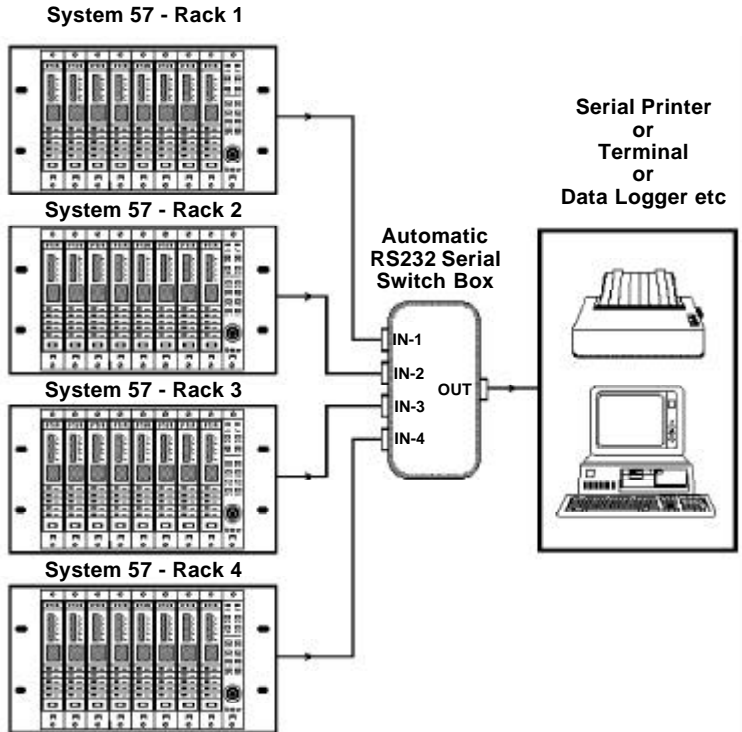 System 57 - Rack 1
System 57 - Rack 2
System 57 - Rack 3
System 57 - Rack 4
Automatic
RS232 Serial
Switch Box
IN-1
IN-2
IN-3
IN-4
OUT
Serial Printer
or
Terminal
or
Data Logger etc